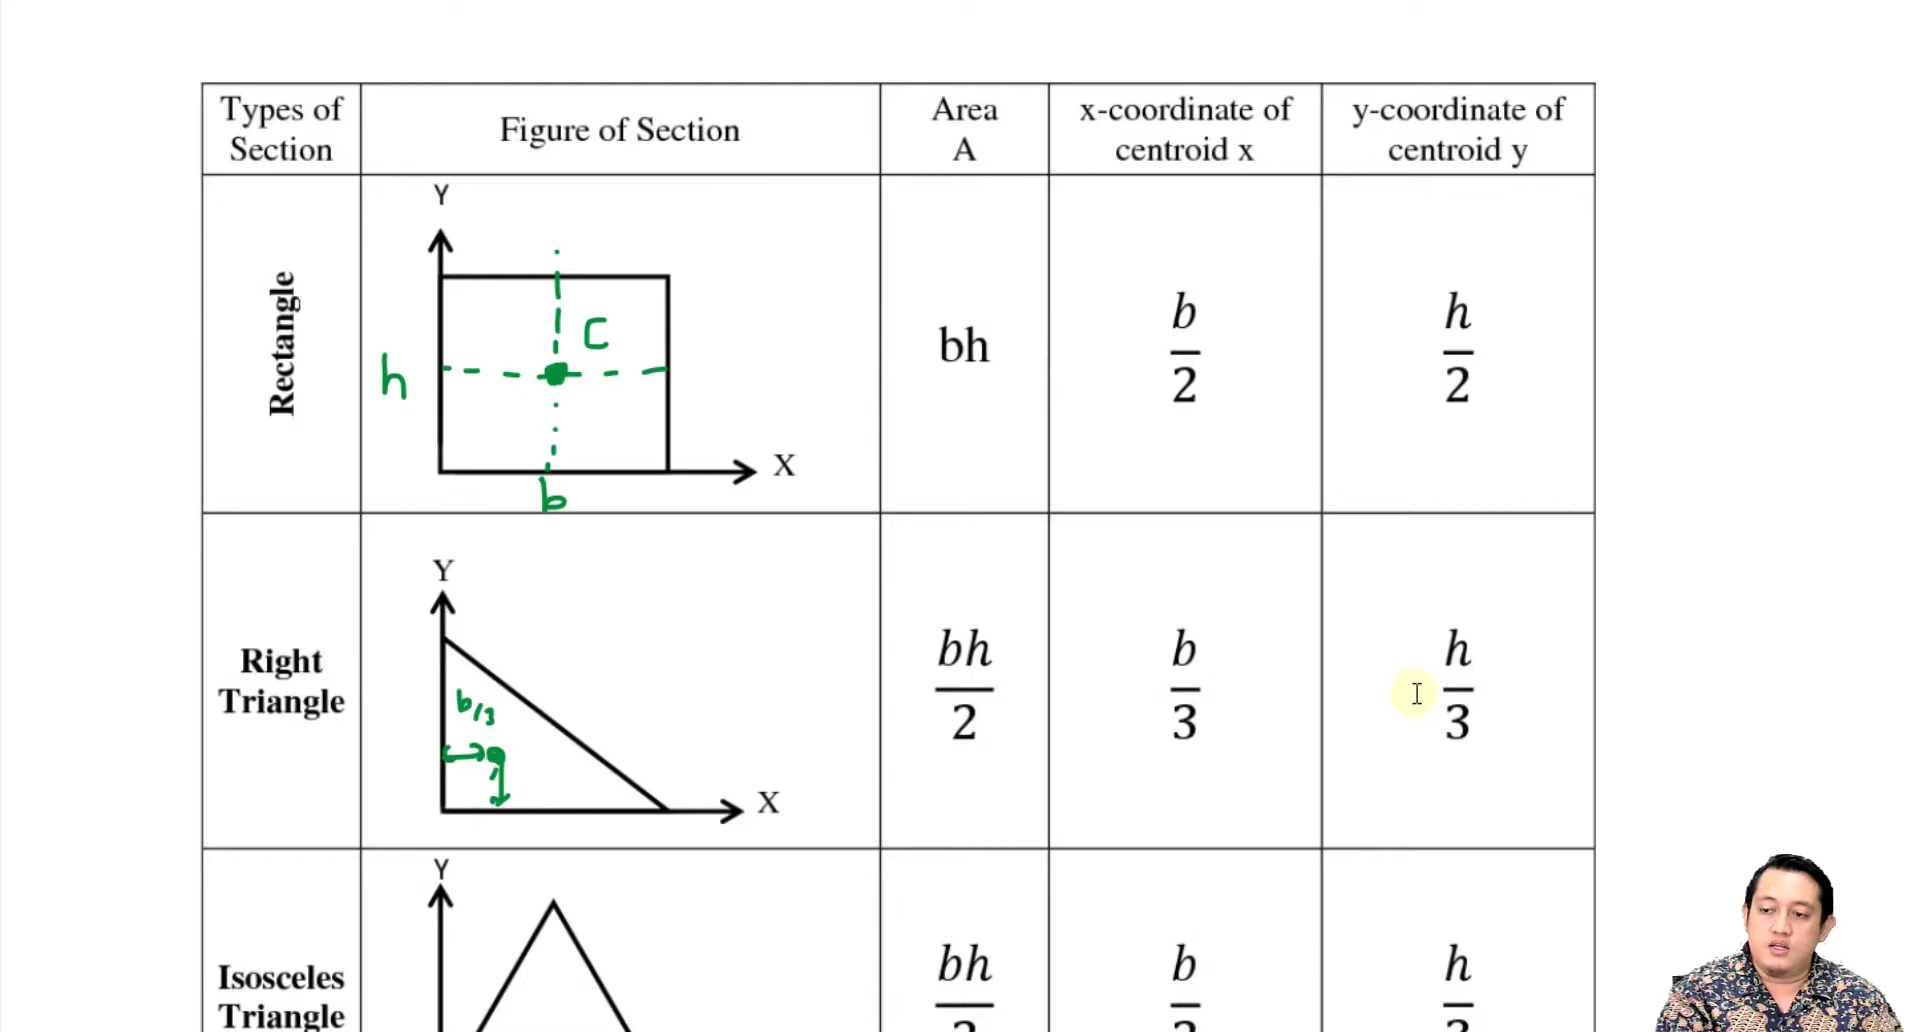 Types of
Section
Figure of Section
Area
A
x-coordinate of
centroid x
y-coordinate of
centroid y
Rectangle
Y
C
h
b
X
bh
b
2
h
2
Right
Triangle
Y
b/3
X
bh
2
b
3
h
3
Isosceles
Triangle
Y
bh
b
h